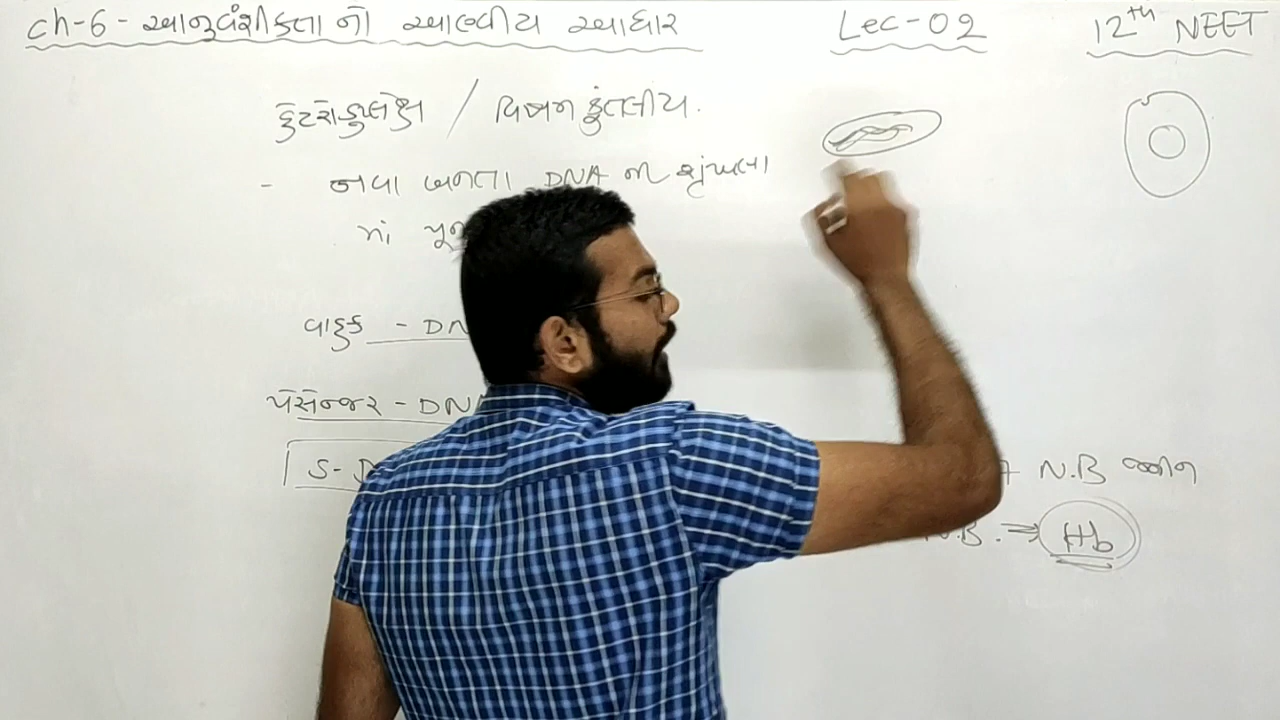 ch-6 - આનુવંશીકતા નો આણ્વીય આધાર Lec-02 12th NEET
હેટેરોડુપ્લેક્ષ / વિષમ કુંતલીય.
- નવા બનતા DNA ની શૃંખલા
માં
વાહક - DN
પેસેન્જર - DN
S-
N.B
N.B. → Hb